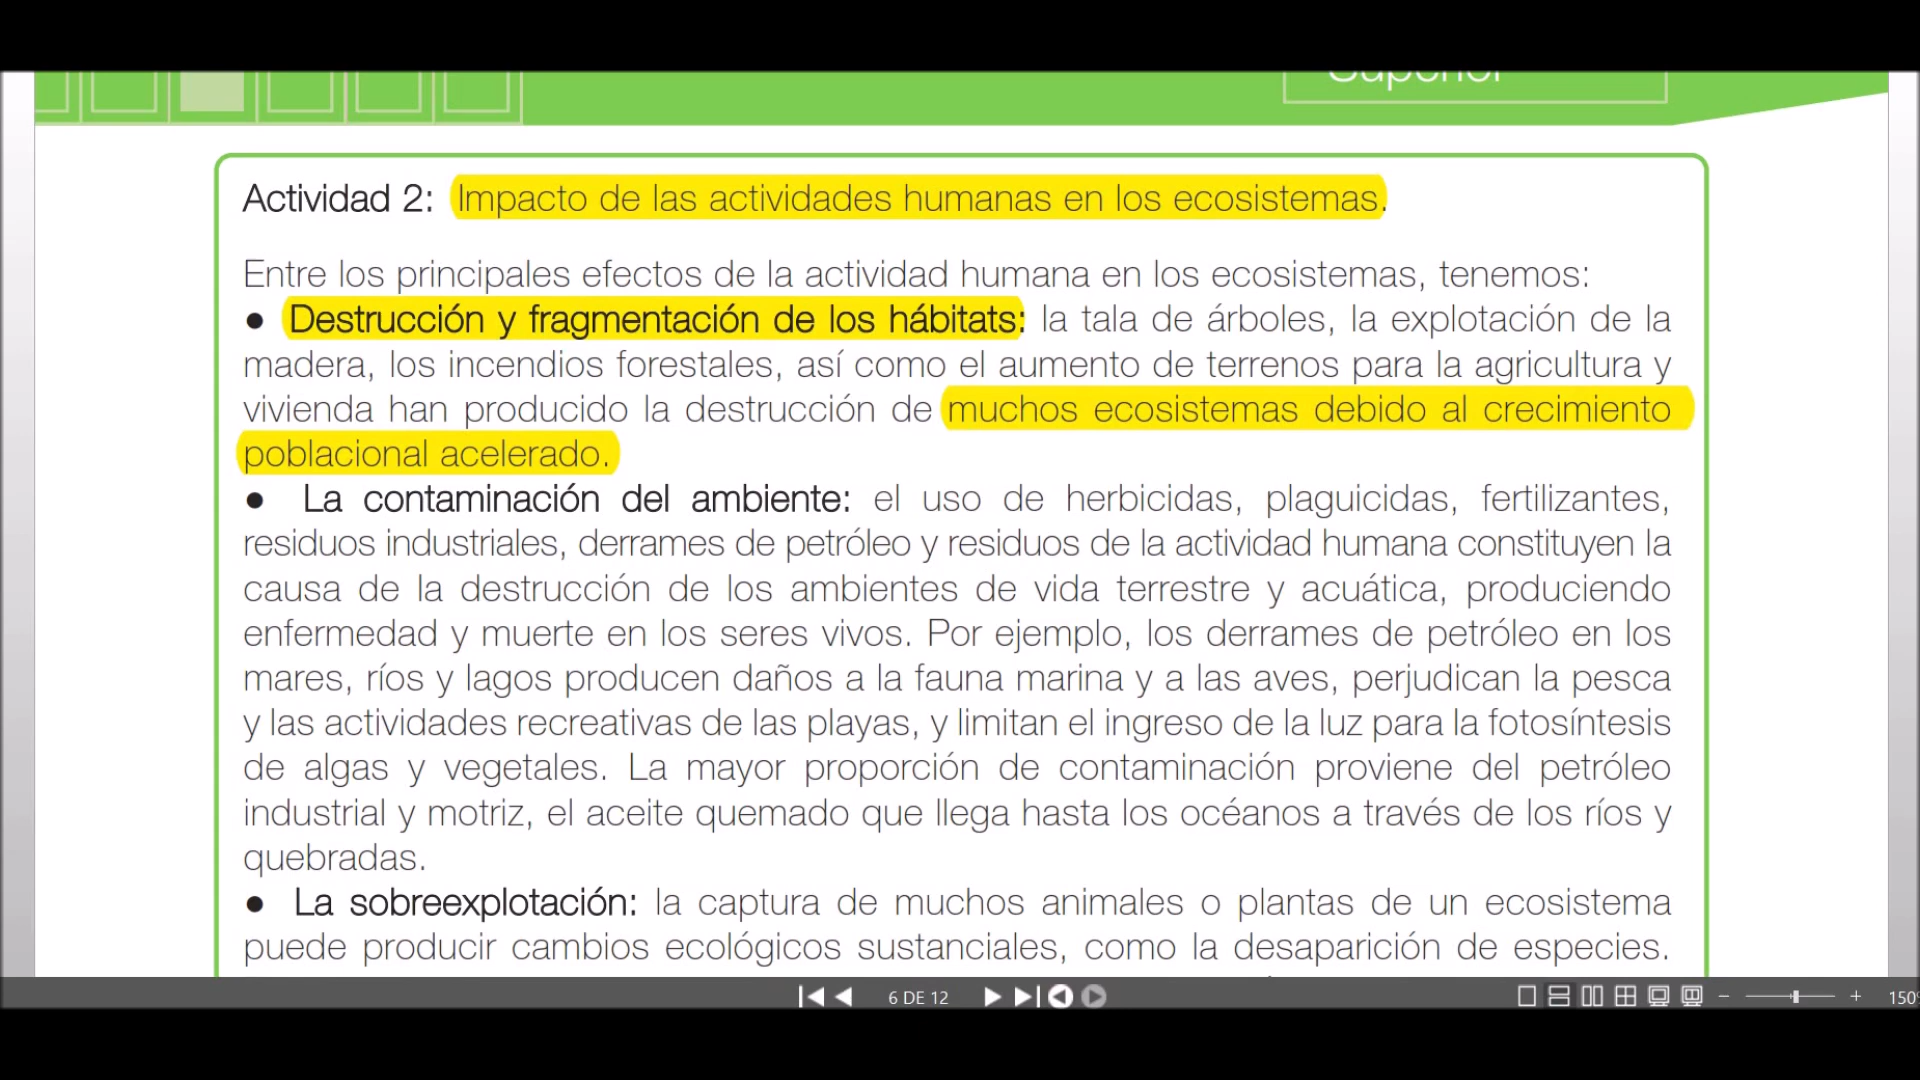 Superior
Actividad 2: Impacto de las actividades humanas en los ecosistemas.
Entre los principales efectos de la actividad humana en los ecosistemas, tenemos:
● Destrucción y fragmentación de los hábitats: la tala de árboles, la explotación de la
madera, los incendios forestales, así como el aumento de terrenos para la agricultura y
vivienda han producido la destrucción de muchos ecosistemas debido al crecimiento
poblacional acelerado.
● La contaminación del ambiente: el uso de herbicidas, plaguicidas, fertilizantes,
residuos industriales, derrames de petróleo y residuos de la actividad humana constituyen la
causa de la destrucción de los ambientes de vida terrestre y acuática, produciendo
enfermedad y muerte en los seres vivos. Por ejemplo, los derrames de petróleo en los
mares, ríos y lagos producen daños a la fauna marina y a las aves, perjudican la pesca
y las actividades recreativas de las playas, y limitan el ingreso de la luz para la fotosíntesis
de algas y vegetales. La mayor proporción de contaminación proviene del petróleo
industrial y motriz, el aceite quemado que llega hasta los océanos a través de los ríos y
quebradas.
● La sobreexplotación: la captura de muchos animales o plantas de un ecosistema
puede producir cambios ecológicos sustanciales, como la desaparición de especies.
6 DE 12
150%